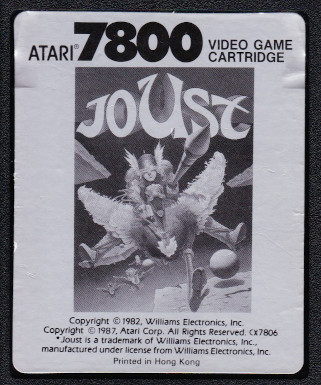 ATARI® 7800 VIDEO GAME CARTRIDGE
JOUST
Copyright © 1982, Williams Electronics, Inc.
Copyright © 1987, Atari Corp. All Rights Reserved. CX7806
*Joust is a trademark of Williams Electronics, Inc.,
manufactured under license from Williams Electronics, Inc.
Printed in Hong Kong